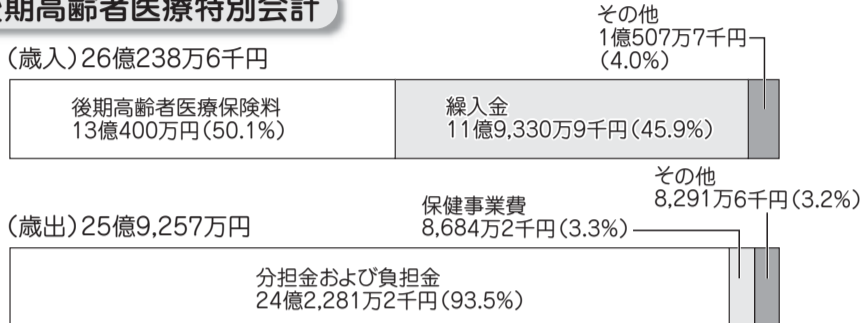 後期高齢者医療特別会計
(歳入)26億238万6千円
その他
1億507万7千円
(4.0%)
後期高齢者医療保険料
13億400万円(50.1%)
繰入金
11億9,330万9千円(45.9%)
(歳出)25億9,257万円
保健事業費
8,684万2千円(3.3%)
その他
8,291万6千円(3.2%)
分担金および負担金
24億2,281万2千円(93.5%)